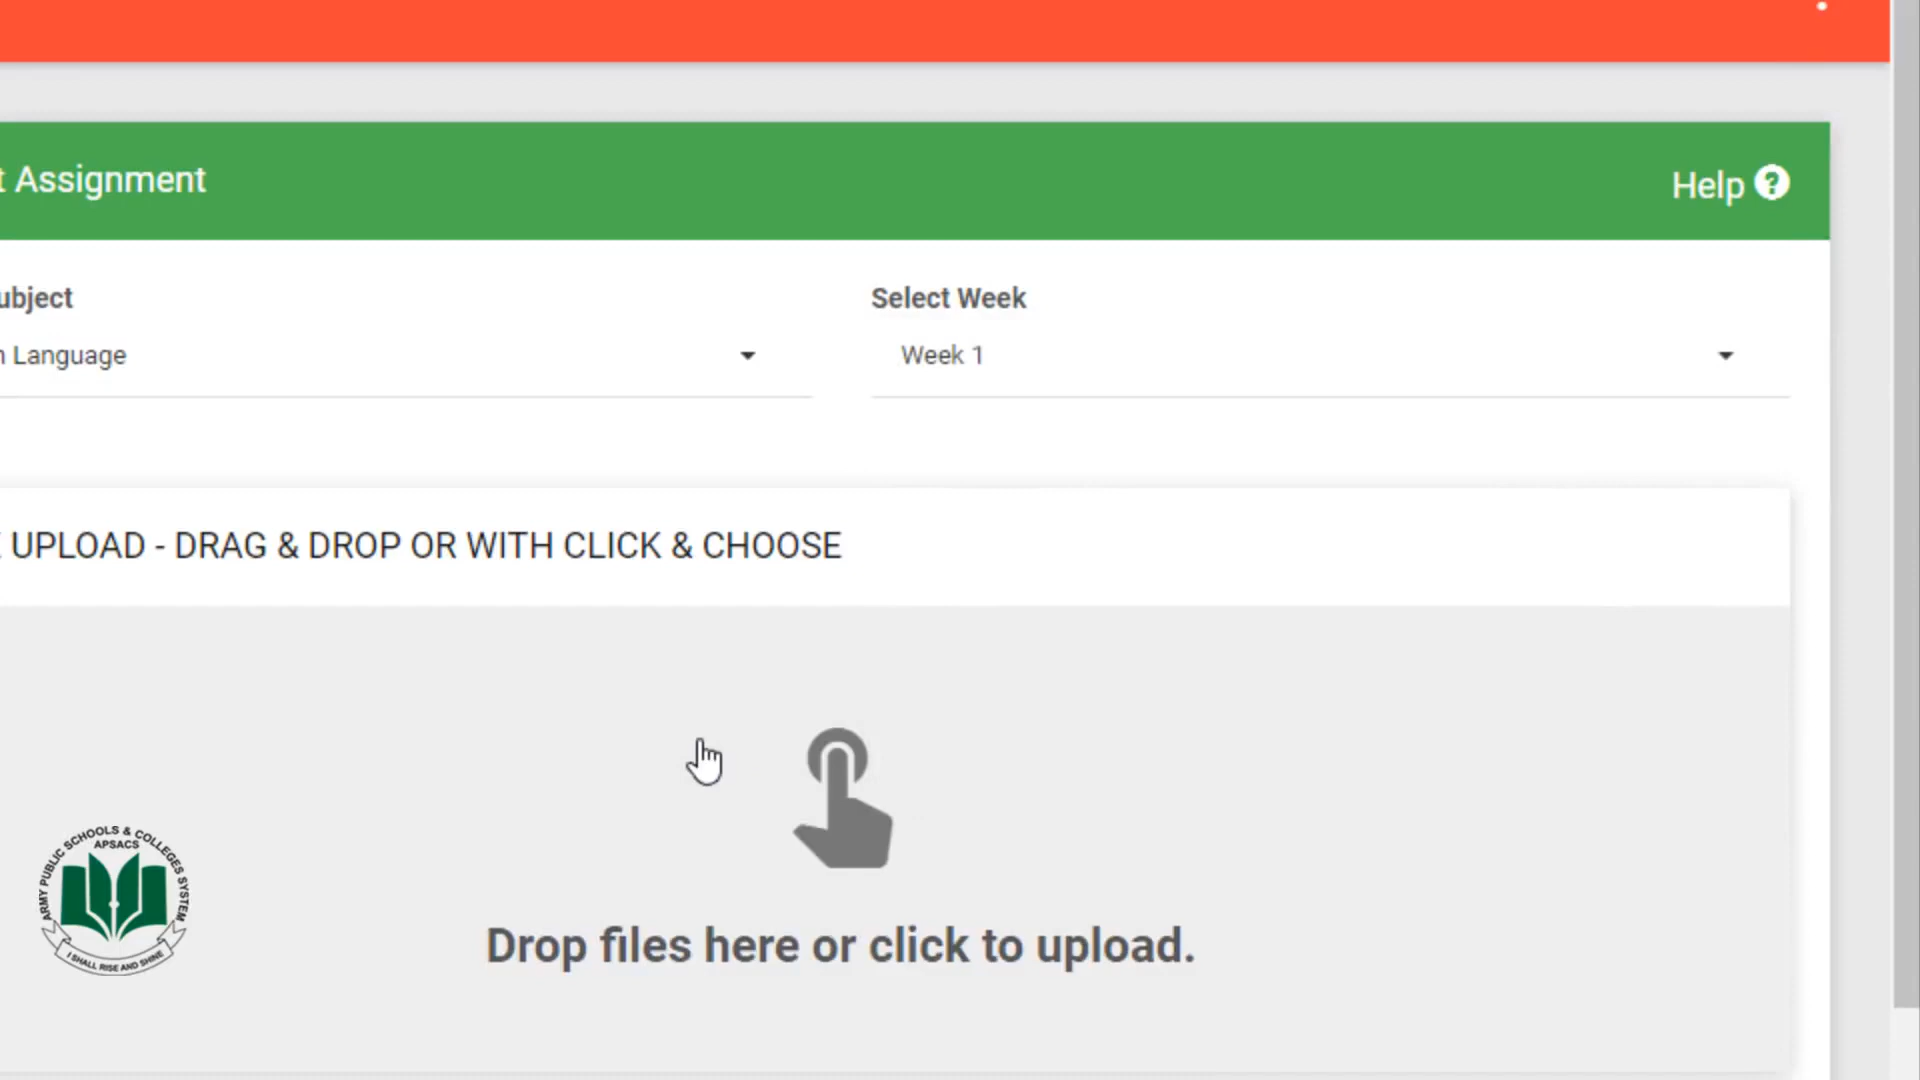 t Assignment
Help ?
ubject
Select Week
n Language
Week 1
UPLOAD - DRAG & DROP OR WITH CLICK & CHOOSE
ARMY PUBLIC SCHOOLS & COLLEGES SYSTEM
APSACS
I SHALL RISE AND SHINE
Drop files here or click to upload.